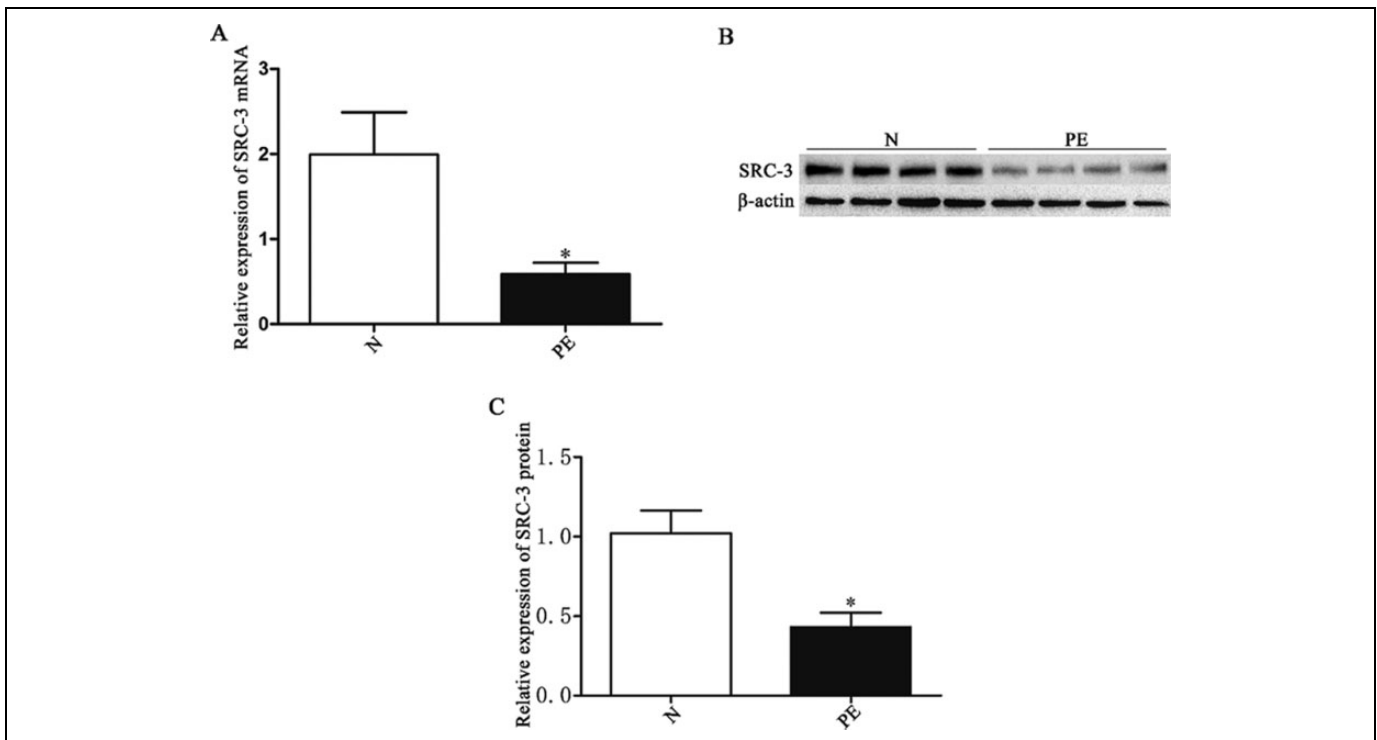 A
Relative expression of SRC-3 mRNA
3
2
1
0
N
*
PE
B
N PE
SRC-3
β-actin
C
Relative expression of SRC-3 protein
1.5
1.0
0.5
0.0
N
*
PE